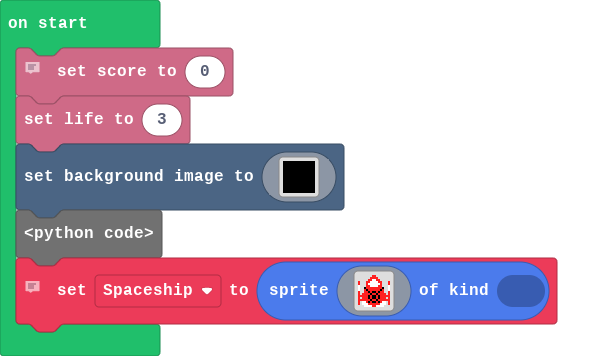 on start
set score to 0
set life to 3
set background image to
<python code>
set Spaceship to sprite of kind